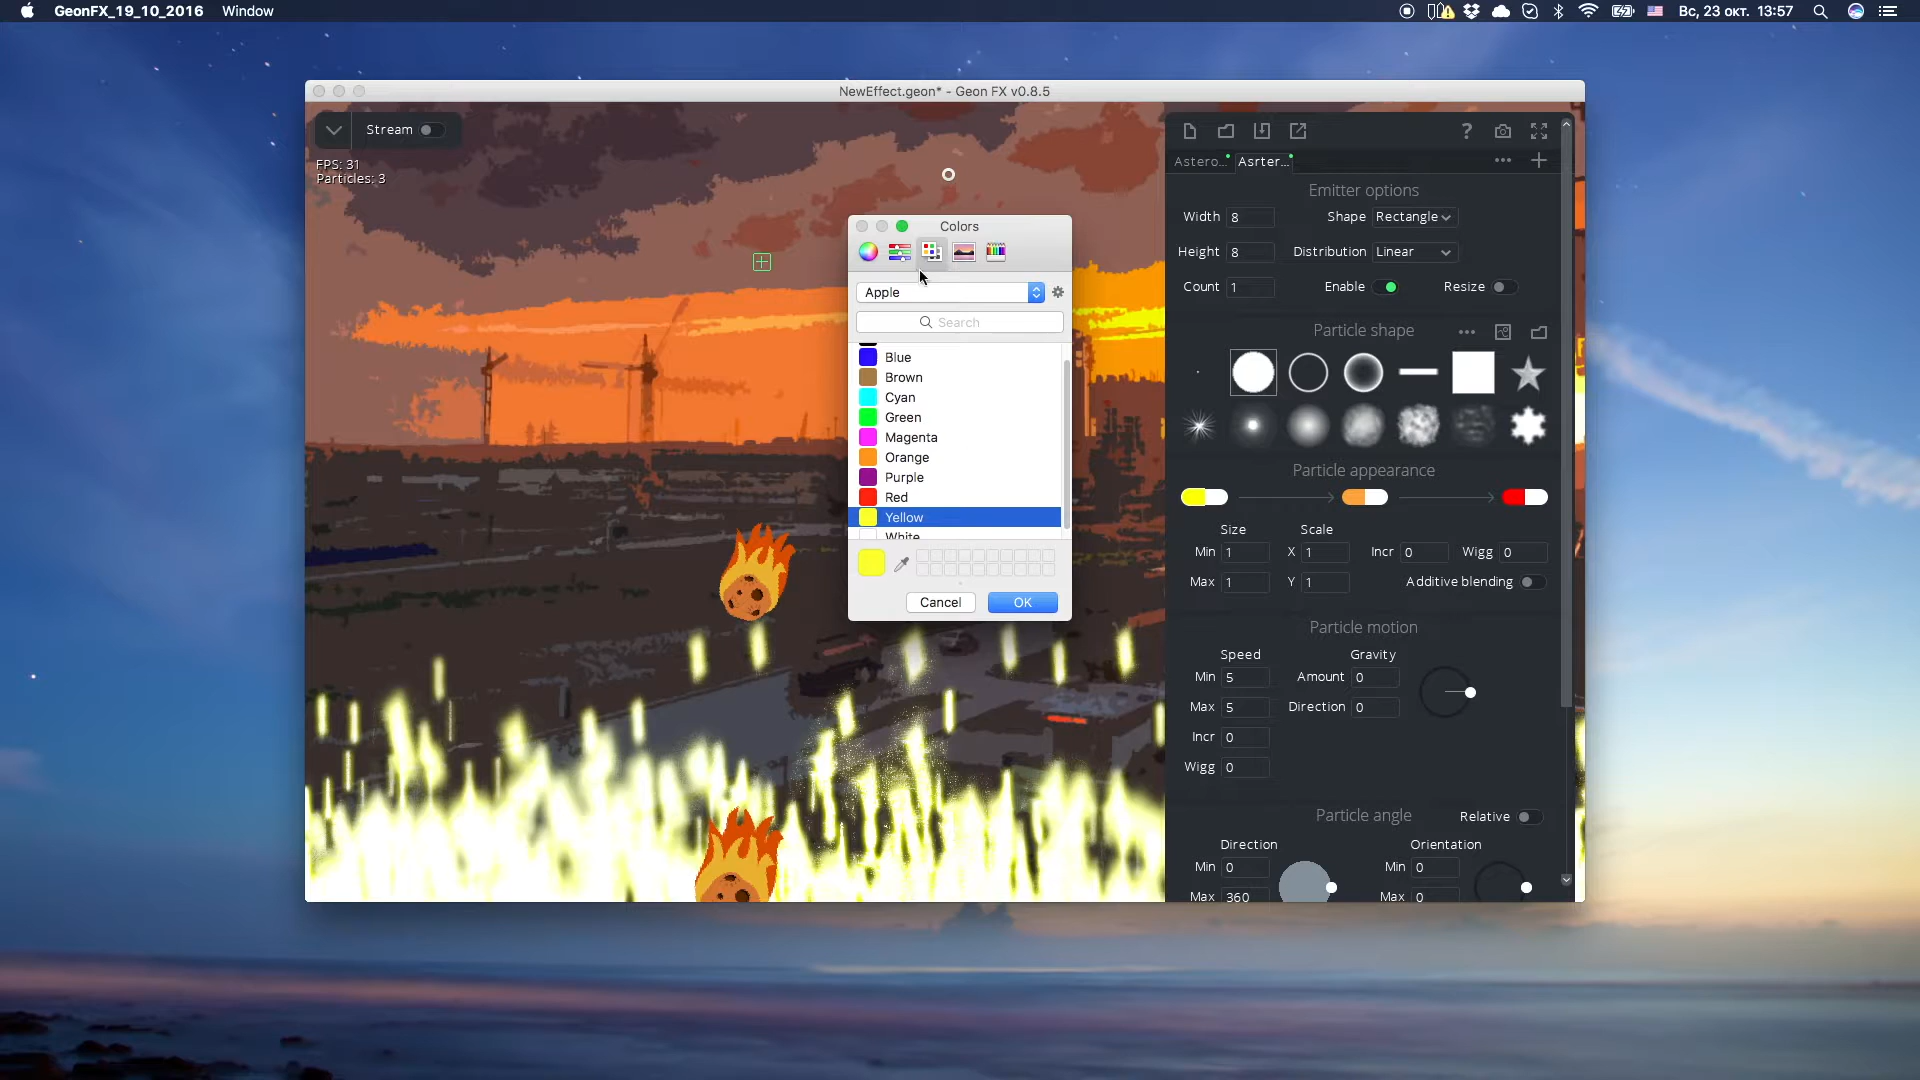 GeonFX_19_10_2016 Window
Вс, 23 окт. 13:57
NewEffect.geon* - Geon FX v0.8.5
Stream
FPS: 31
Particles: 3
Colors
Apple
Search
Blue
Brown
Cyan
Green
Magenta
Orange
Purple
Red
Yellow
White
Cancel OK
?
Astero... Asrter...
Emitter options
Width 8 Shape Rectangle
Height 8 Distribution Linear
Count 1 Enable Resize
Particle shape
Particle appearance
Size Scale
Min 1 X 1 Incr 0 Wigg 0
Max 1 Y 1 Additive blending
Particle motion
Speed Gravity
Min 5 Amount 0
Max 5 Direction 0
Incr 0
Wigg 0
Particle angle Relative
Direction Orientation
Min 0 Min 0
Max 360 Max 0